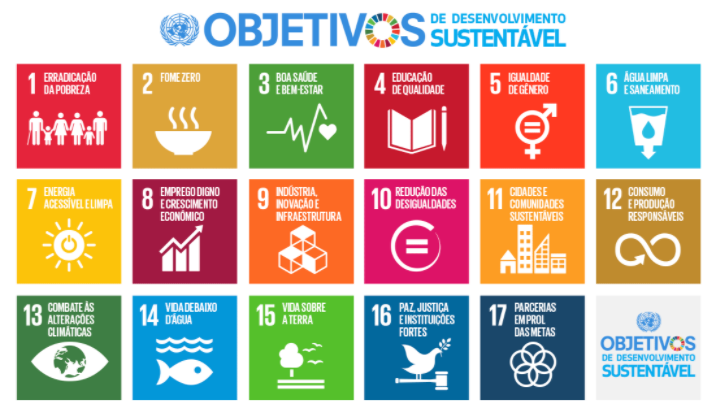 OBJETIVOS
DE DESENVOLVIMENTO
SUSTENTÁVEL
1 ERRADICAÇÃO
DA POBREZA
2 FOME ZERO
3 BOA SAÚDE
E BEM-ESTAR
4 EDUCAÇÃO
DE QUALIDADE
5 IGUALDADE
DE GÊNERO
6 ÁGUA LIMPA
E SANEAMENTO
7 ENERGIA
ACESSÍVEL E LIMPA
8 EMPREGO DIGNO
E CRESCIMENTO
ECONÔMICO
9 INDÚSTRIA,
INOVAÇÃO E
INFRAESTRUTURA
10 REDUÇÃO DAS
DESIGUALDADES
11 CIDADES E
COMUNIDADES
SUSTENTÁVEIS
12 CONSUMO
E PRODUÇÃO
RESPONSÁVEIS
13 COMBATE ÀS
ALTERAÇÕES
CLIMÁTICAS
14 VIDA DEBAIXO
D'ÁGUA
15 VIDA SOBRE
A TERRA
16 PAZ, JUSTIÇA
E INSTITUIÇÕES
FORTES
17 PARCERIAS
EM PROL
DAS METAS
OBJETIVOS
DE DESENVOLVIMENTO
SUSTENTÁVEL